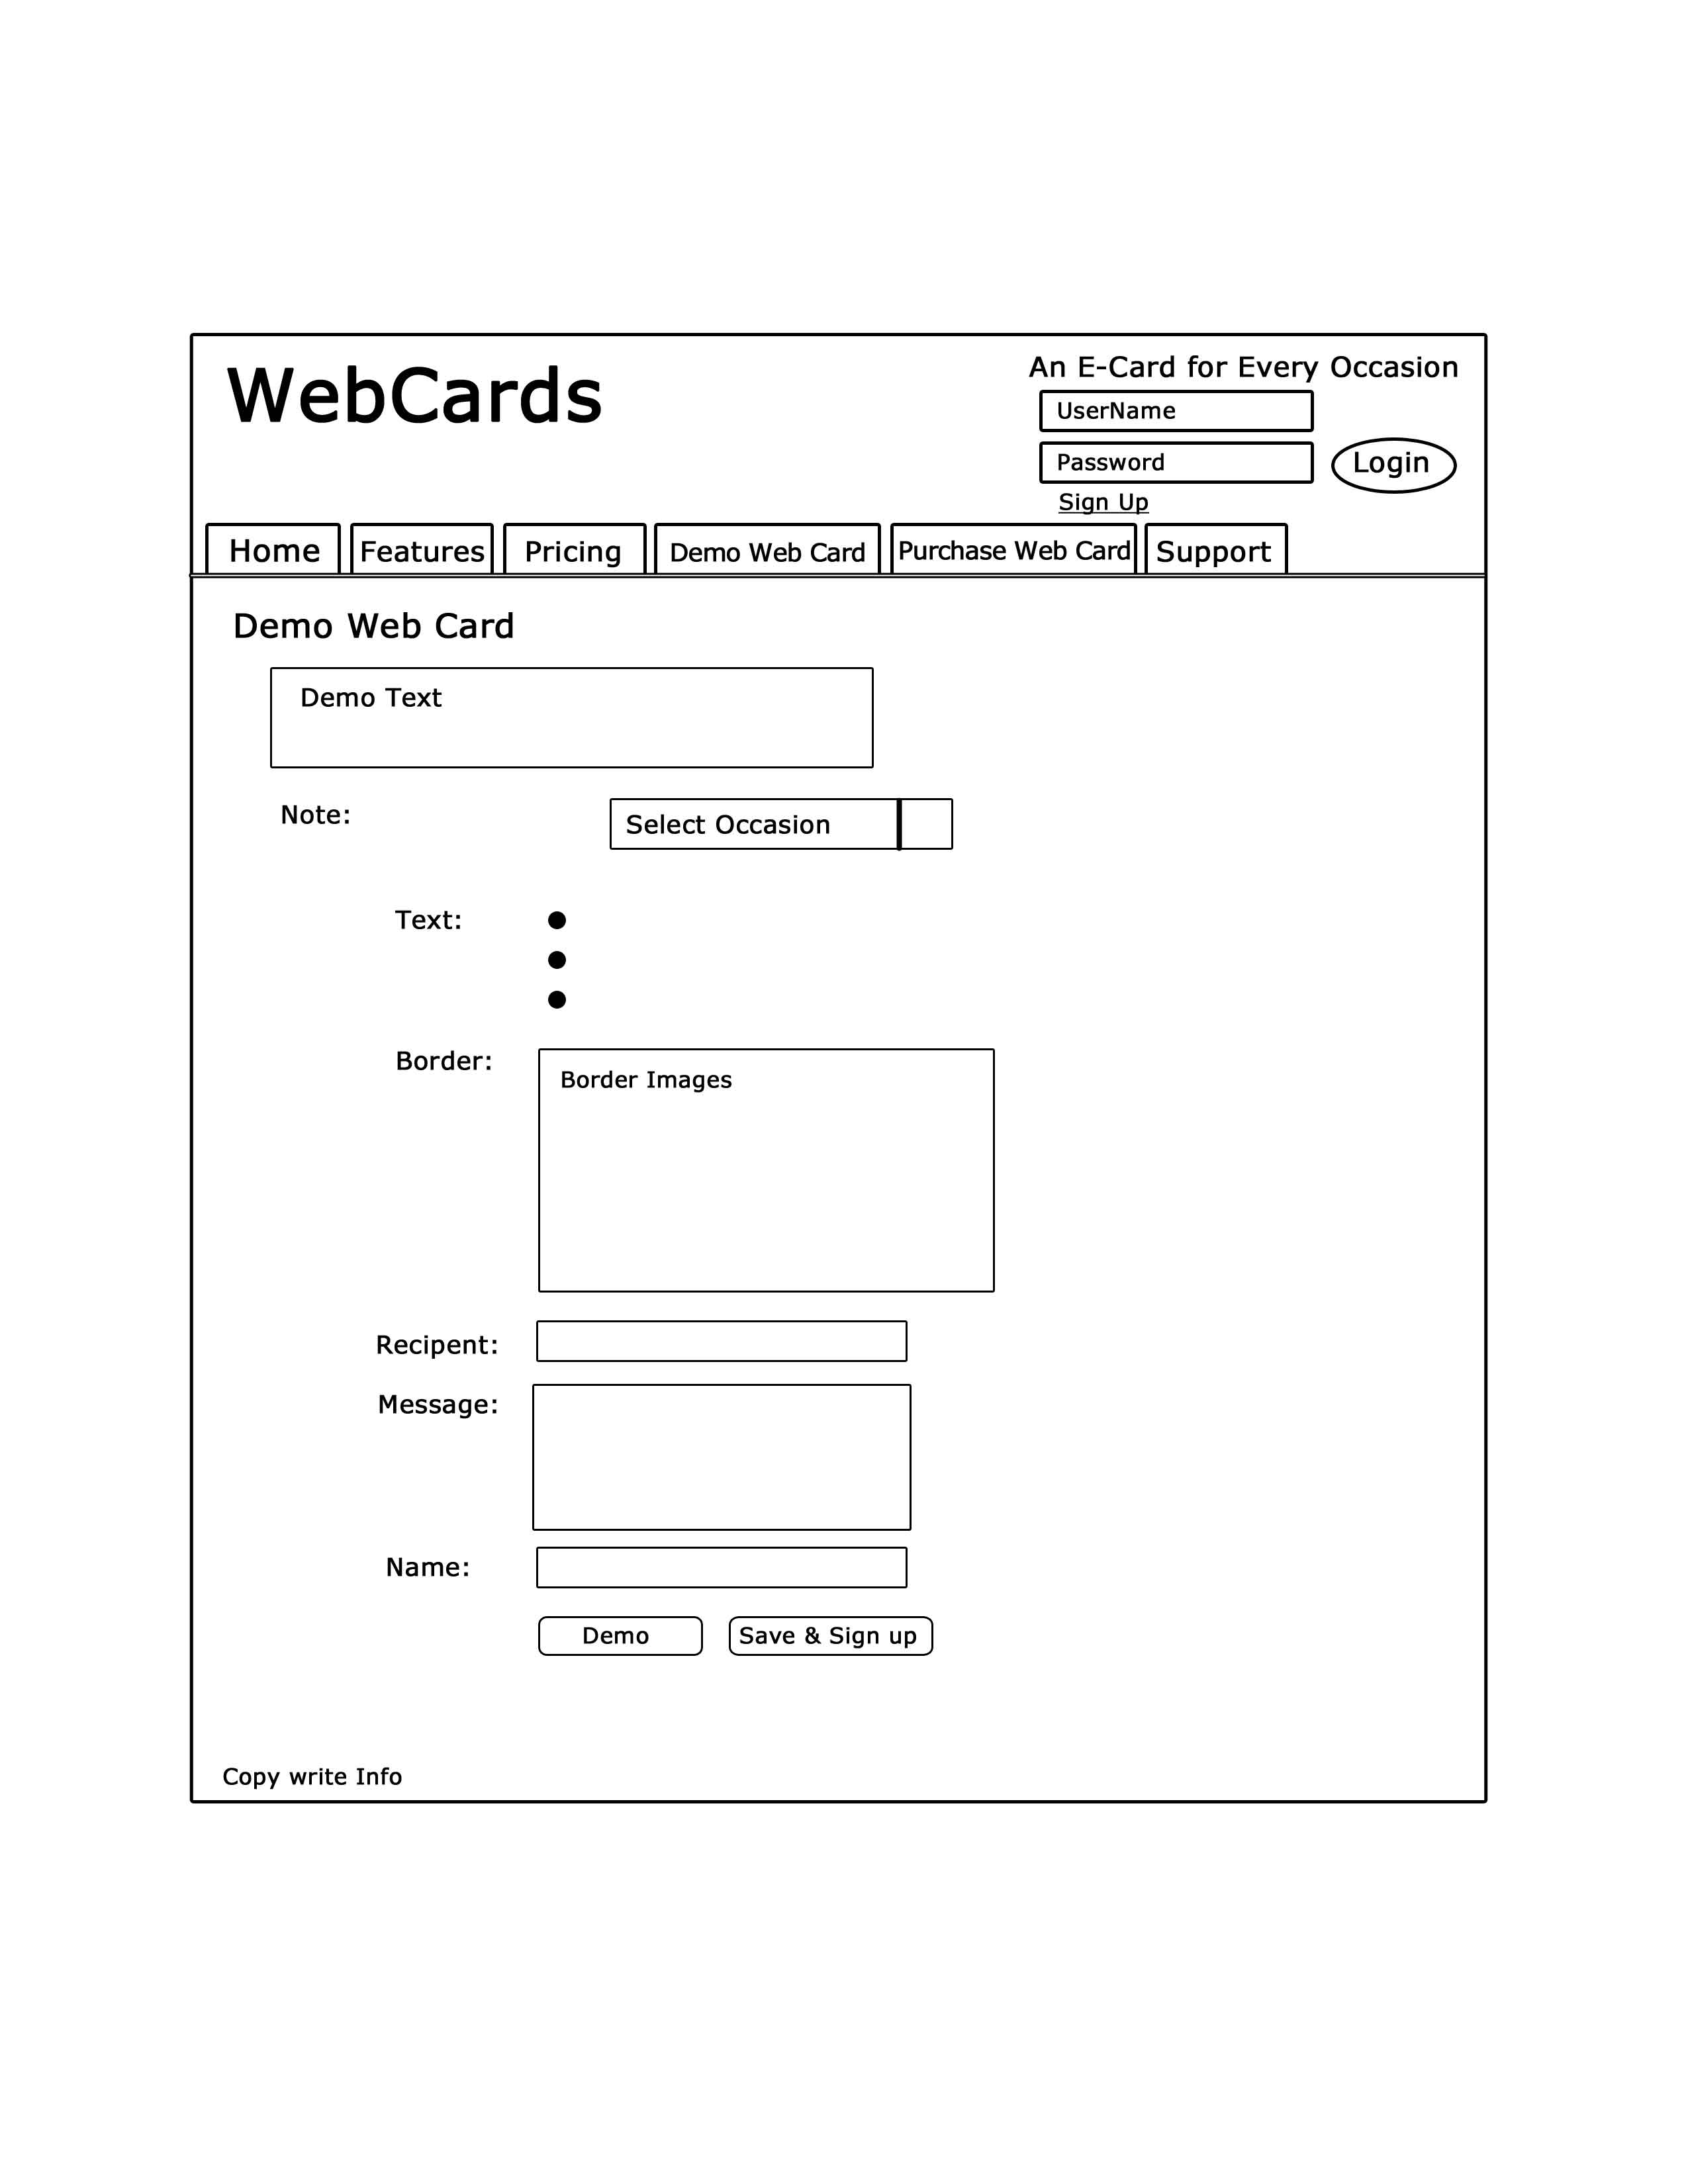 WebCards
An E-Card for Every Occasion
UserName
Password
Login
Sign Up
Home
Features
Pricing
Demo Web Card
Purchase Web Card
Support
Demo Web Card
Demo Text
Note:
Select Occasion
Text:
Border:
Border Images
Recipent:
Message:
Name:
Demo
Save & Sign up
Copy write Info